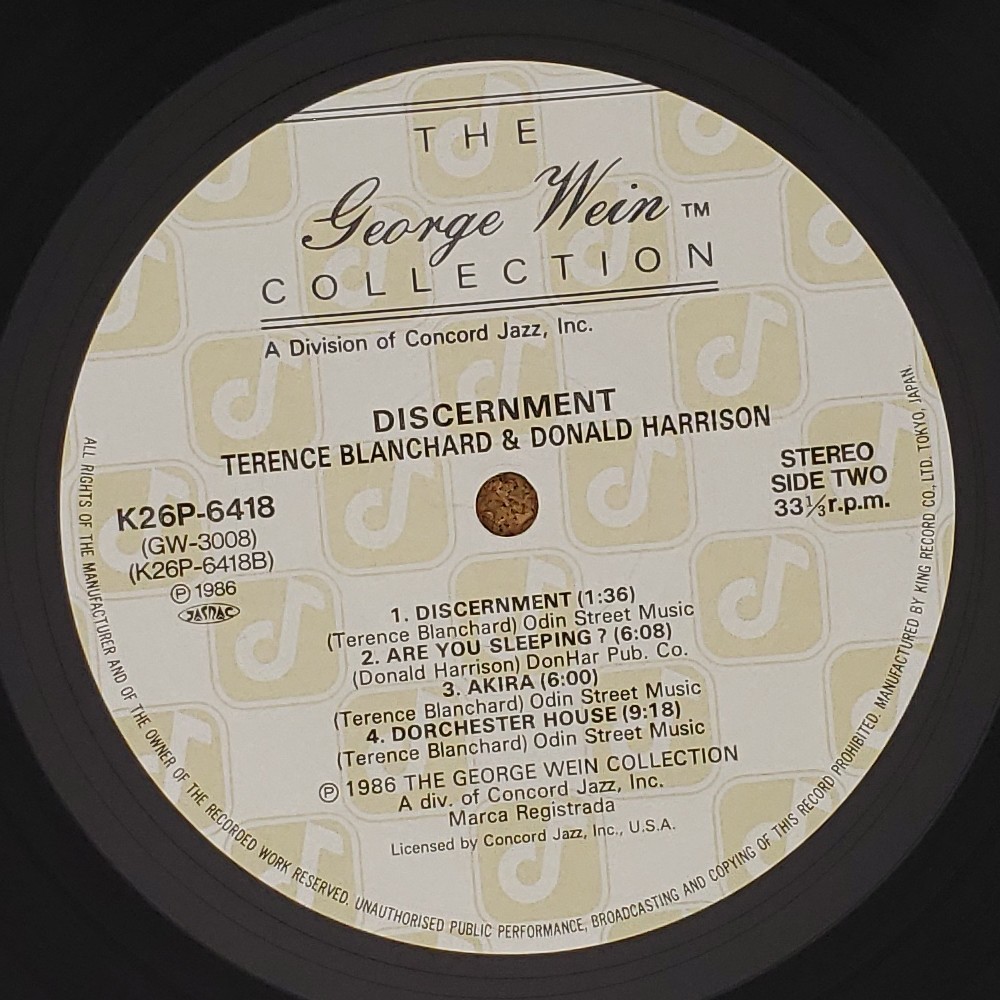 THE
George Wein ™
COLLECTION
A Division of Concord Jazz, Inc.
DISCERNMENT
TERENCE BLANCHARD & DONALD HARRISON
STEREO
SIDE TWO
33⅓r.p.m.
K26P-6418
(GW-3008)
(K26P-6418B)
Ⓟ 1986
JASRAC
1. DISCERNMENT (1:36)
(Terence Blanchard) Odin Street Music
2. ARE YOU SLEEPING ? (6:08)
(Donald Harrison) DonHar Pub. Co.
3. AKIRA (6:00)
(Terence Blanchard) Odin Street Music
4. DORCHESTER HOUSE (9:18)
(Terence Blanchard) Odin Street Music
Ⓟ 1986 THE GEORGE WEIN COLLECTION
A div. of Concord Jazz, Inc.
Marca Registrada
Licensed by Concord Jazz, Inc., U.S.A.
ALL RIGHTS OF THE MANUFACTURER AND OF THE OWNER OF THE RECORDED WORK RESERVED. UNAUTHORISED PUBLIC PERFORMANCE, BROADCASTING AND COPYING OF THIS RECORD PROHIBITED. MANUFACTURED BY KING RECORD CO., LTD. TOKYO, JAPAN.